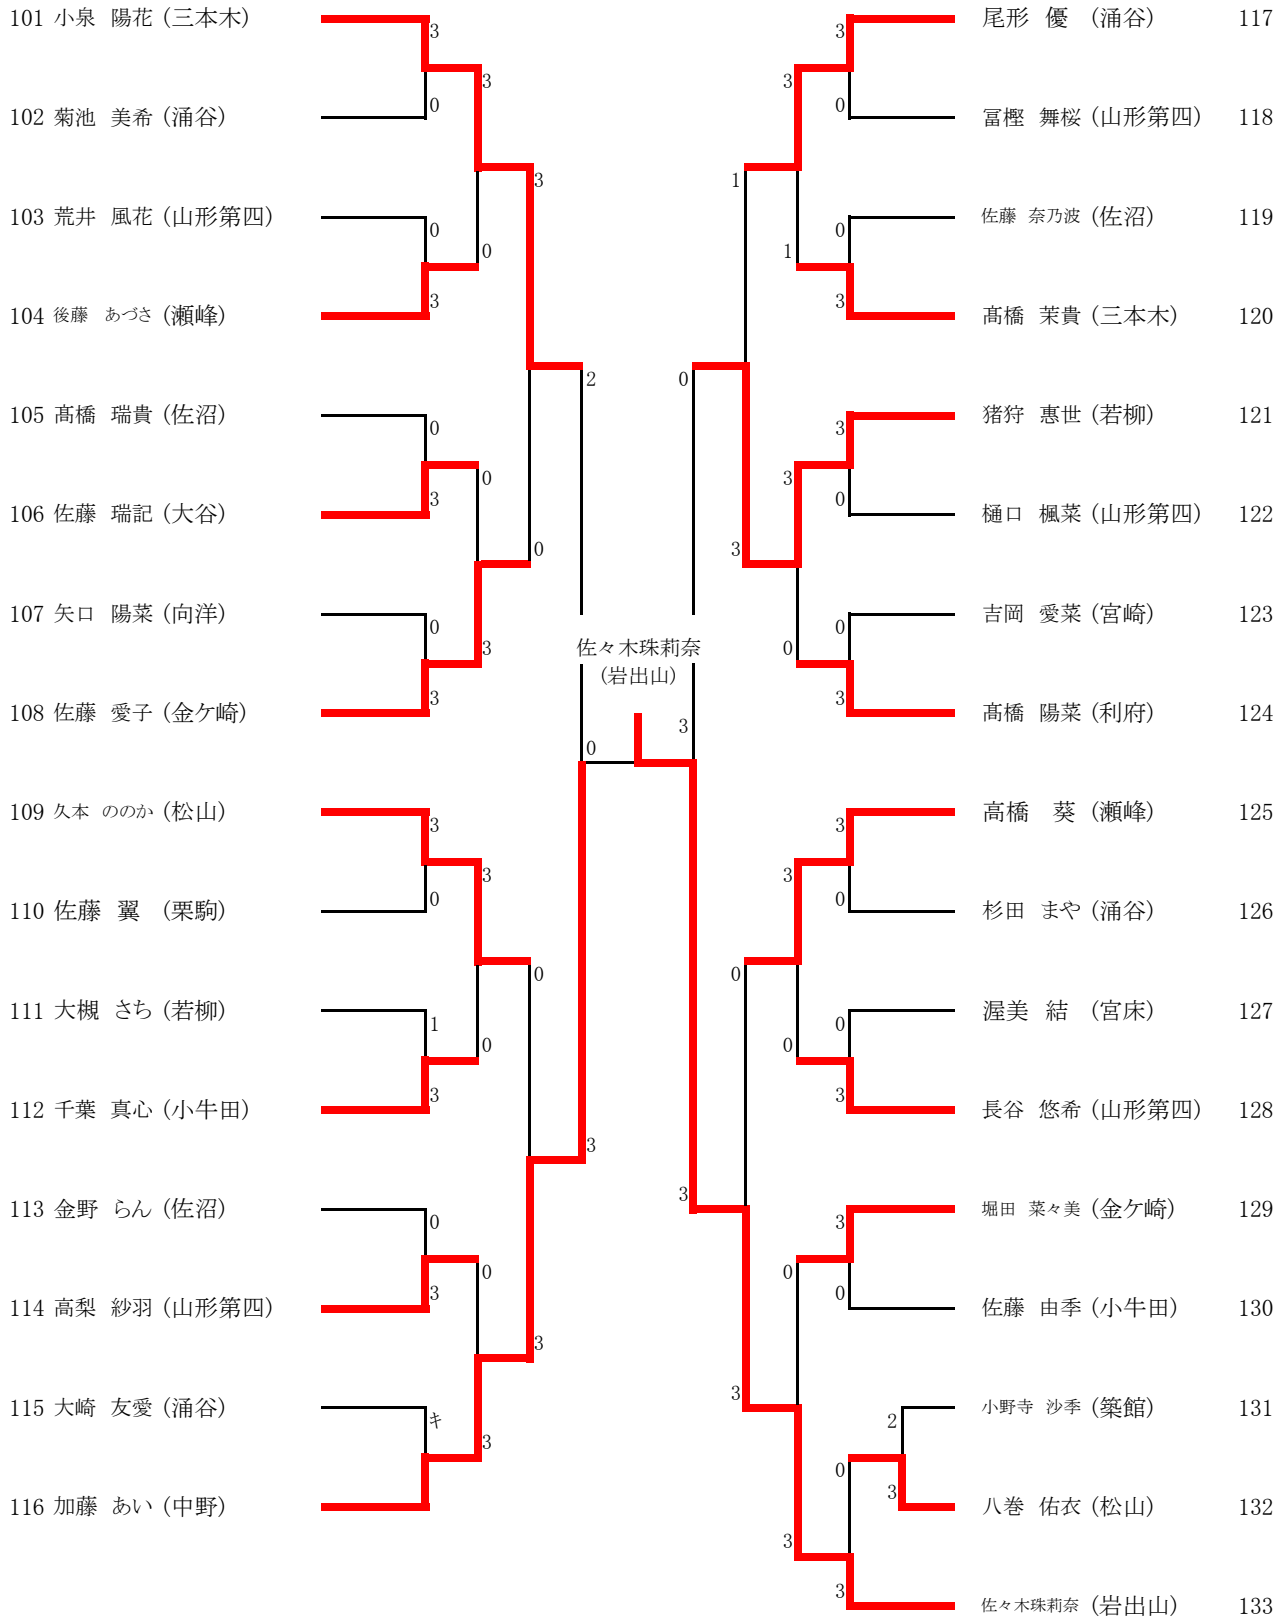 101 小泉 陽花 (三本木)
3
3
0
102 菊池 美希 (涌谷)
3
103 荒井 風花 (山形第四)
0
0
3
104 後藤 あづさ (瀬峰)
2
105 髙橋 瑞貴 (佐沼)
0
0
3
106 佐藤 瑞記 (大谷)
0
107 矢口 陽菜 (向洋)
0
3
3
108 佐藤 愛子 (金ケ崎)
0
109 久本 ののか (松山)
3
3
0
110 佐藤 翼 (栗駒)
0
111 大槻 さち (若柳)
1
0
3
112 千葉 真心 (小牛田)
3
113 金野 らん (佐沼)
0
0
3
114 高梨 紗羽 (山形第四)
3
115 大崎 友愛 (涌谷)
キ
3
116 加藤 あい (中野)
佐々木珠莉奈
(岩出山)
尾形 優 (涌谷) 117
3
3
0
冨樫 舞桜 (山形第四) 118
1
佐藤 奈乃波 (佐沼) 119
0
1
3
髙橋 茉貴 (三本木) 120
0
猪狩 惠世 (若柳) 121
3
3
0
樋口 楓菜 (山形第四) 122
3
吉岡 愛菜 (宮崎) 123
0
0
3
髙橋 陽菜 (利府) 124
3
高橋 葵 (瀬峰) 125
3
3
0
杉田 まや (涌谷) 126
0
渥美 結 (宮床) 127
0
0
3
長谷 悠希 (山形第四) 128
3
堀田 菜々美 (金ケ崎) 129
3
0
0
佐藤 由季 (小牛田) 130
3
小野寺 沙季 (築館) 131
2
0
3
八巻 佑衣 (松山) 132
3
3
佐々木珠莉奈 (岩出山) 133